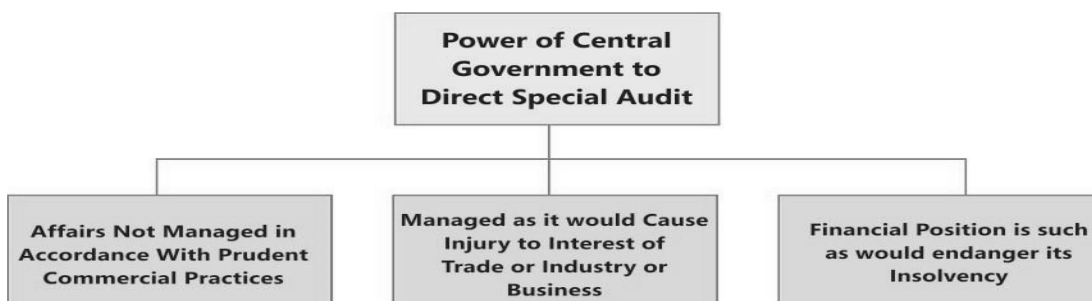 Power of Central
Government to
Direct Special Audit
Affairs Not Managed in
Accordance With Prudent
Commercial Practices
Managed as it would Cause
Injury to Interest of
Trade or Industry or
Business
Financial Position is such
as would endanger its
Insolvency